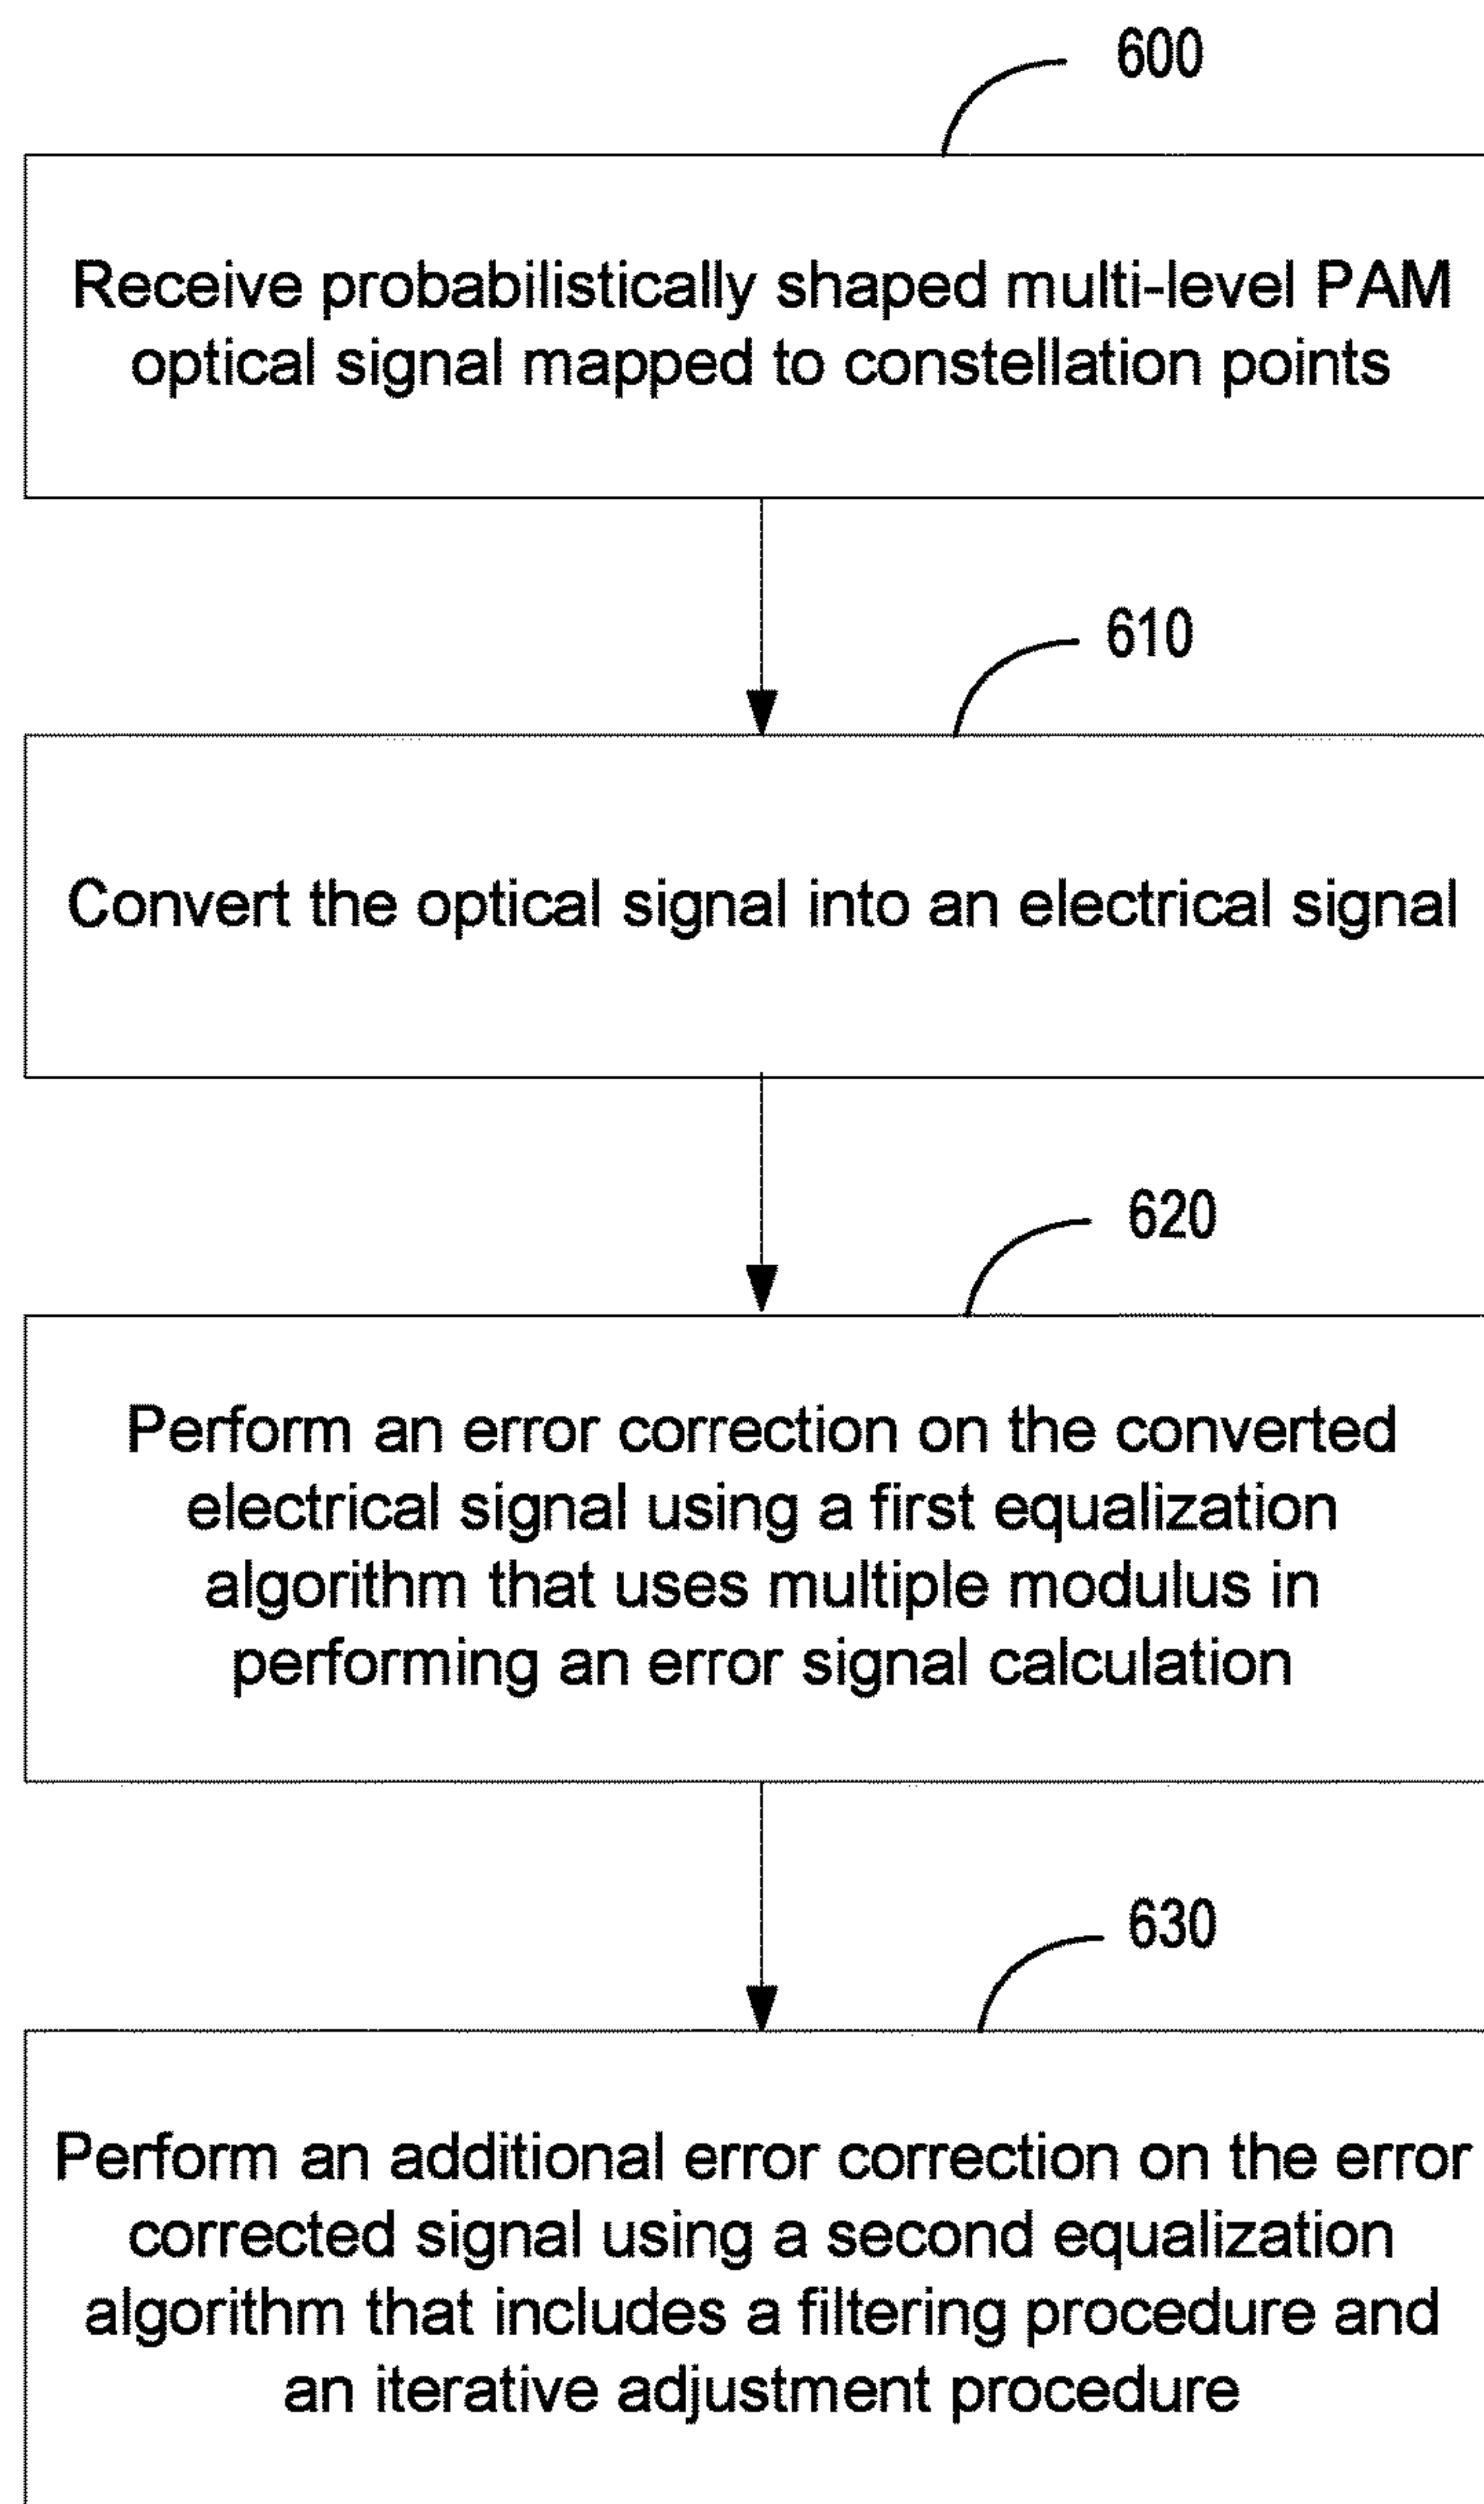 600
Receive probabilistically shaped multi-level PAM
optical signal mapped to constellation points
610
Convert the optical signal into an electrical signal
620
Perform an error correction on the converted
electrical signal using a first equalization
algorithm that uses multiple modulus in
performing an error signal calculation
630
Perform an additional error correction on the error
corrected signal using a second equalization
algorithm that includes a filtering procedure and
an iterative adjustment procedure